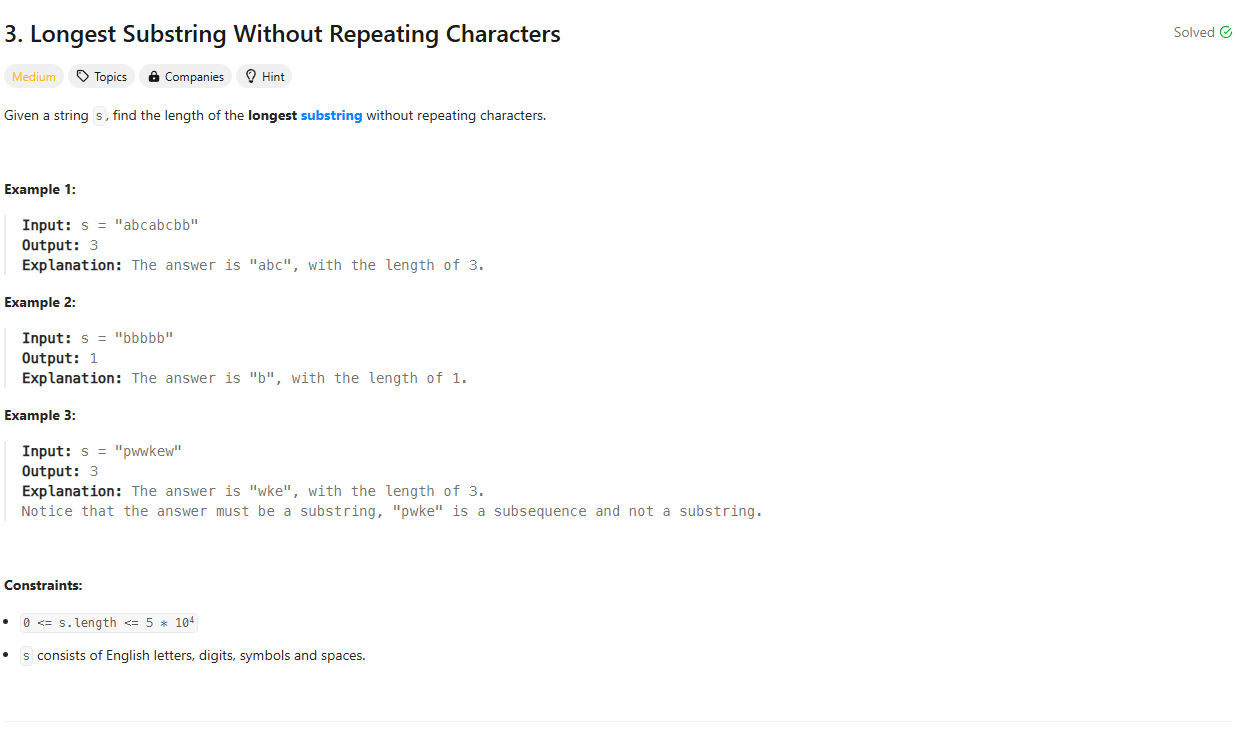 3. Longest Substring Without Repeating Characters
Solved
Medium Topics Companies Hint
Given a string s, find the length of the longest substring without repeating characters.
Example 1:
Input: s = "abcabcbb"
Output: 3
Explanation: The answer is "abc", with the length of 3.
Example 2:
Input: s = "bbbbb"
Output: 1
Explanation: The answer is "b", with the length of 1.
Example 3:
Input: s = "pwwkew"
Output: 3
Explanation: The answer is "wke", with the length of 3.
Notice that the answer must be a substring, "pwke" is a subsequence and not a substring.
Constraints:
• 0 <= s.length <= 5 * 10⁴
• s consists of English letters, digits, symbols and spaces.